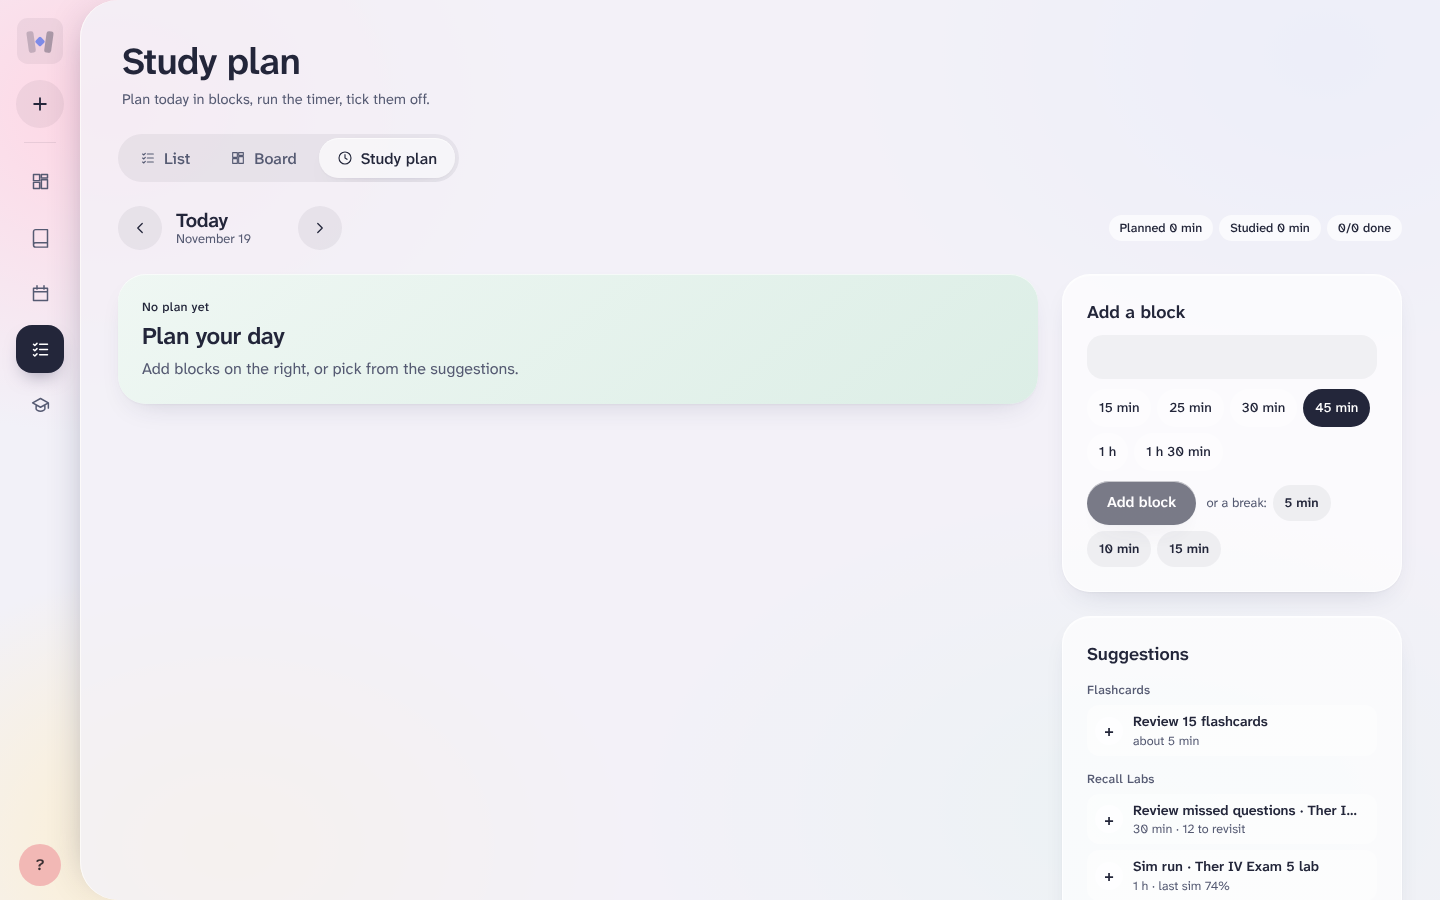 Study plan
Plan today in blocks, run the timer, tick them off.
List
Board
Study plan
Today
November 19
Planned 0 min
Studied 0 min
0/0 done
No plan yet
Plan your day
Add blocks on the right, or pick from the suggestions.
Add a block
15 min
25 min
30 min
45 min
1 h
1 h 30 min
Add block
or a break:
5 min
10 min
15 min
Suggestions
Flashcards
+
Review 15 flashcards
about 5 min
Recall Labs
+
Review missed questions · Ther I...
30 min · 12 to revisit
+
Sim run · Ther IV Exam 5 lab
1 h · last sim 74%
?